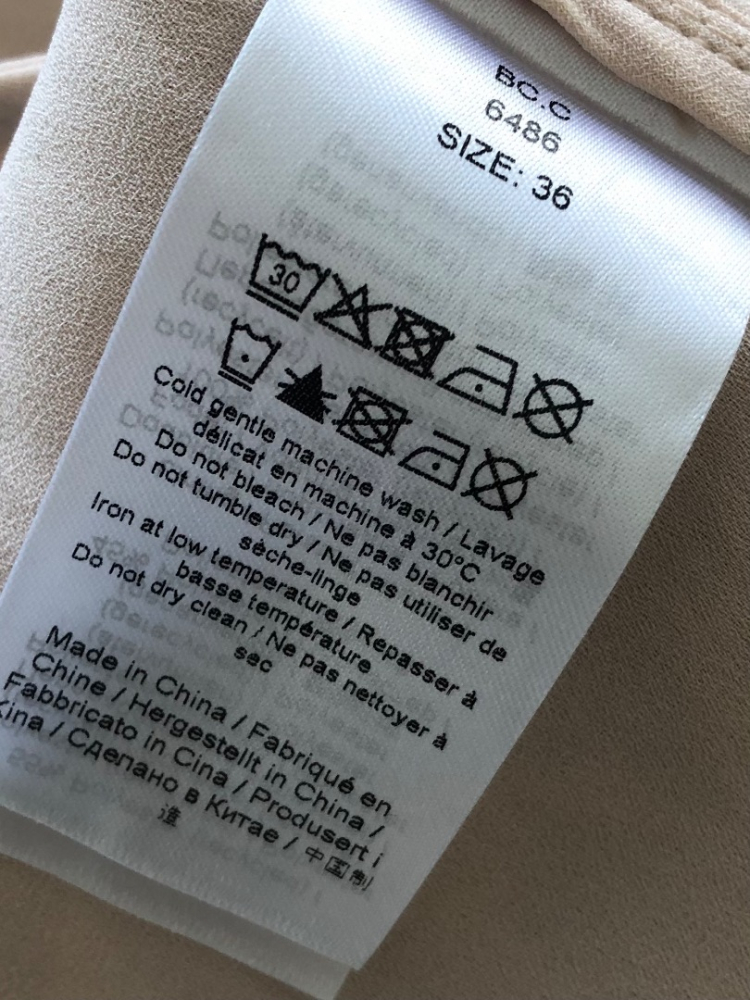 BC.C
6486
SIZE: 36
30
Cold gentle machine wash / Lavage
délicat en machine à 30°C
Do not bleach / Ne pas blanchir
Do not tumble dry / Ne pas utiliser de
sèche-linge
Iron at low temperature / Repasser à
basse température
Do not dry clean / Ne pas nettoyer à
sec
Made in China / Fabriqué en
Chine / Hergestellt in China /
Fabbricato in Cina / Produsert i
Kina / Сделано в Китае / 中国制
造